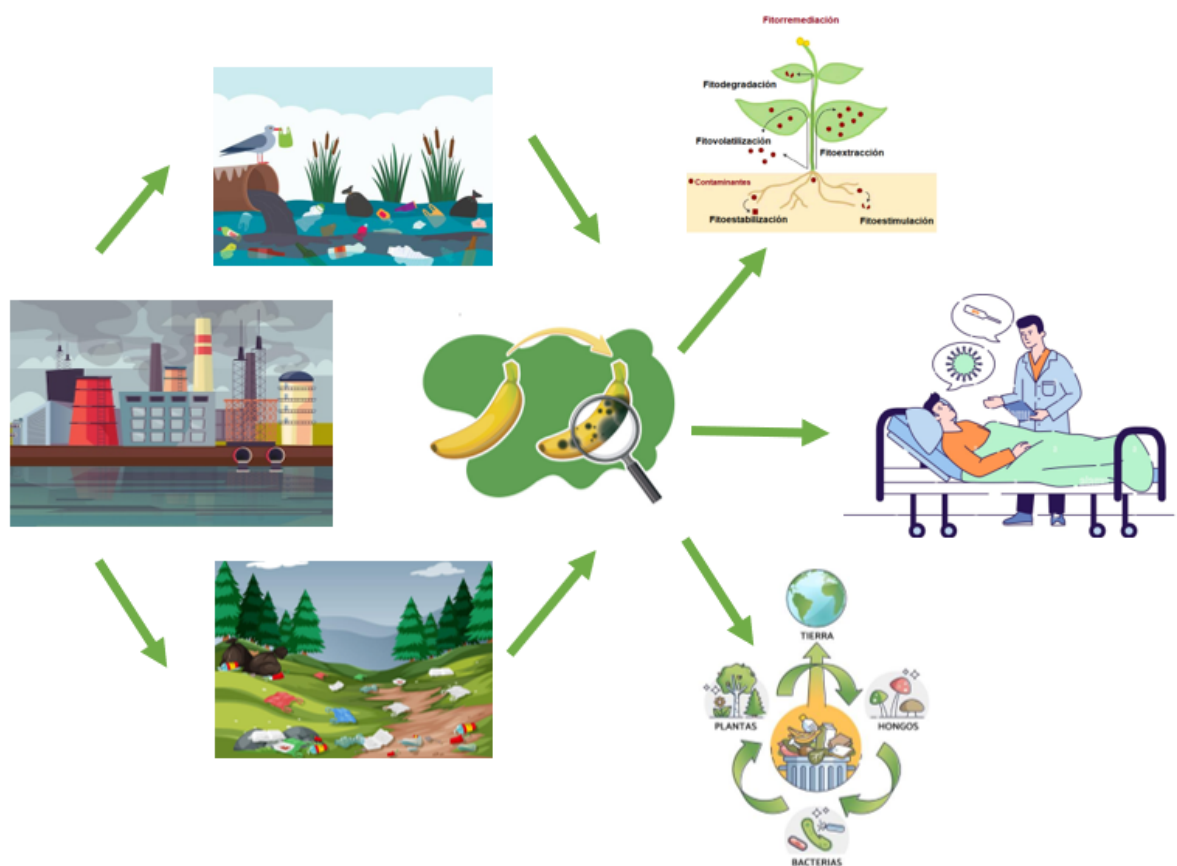 Fitorremediación
Fitodegradación
Fitovolatilización
Fitoextracción
Contaminantes
Fitoestabilización
Fitoestimulación
TIERRA
PLANTAS
HONGOS
BACTERIAS